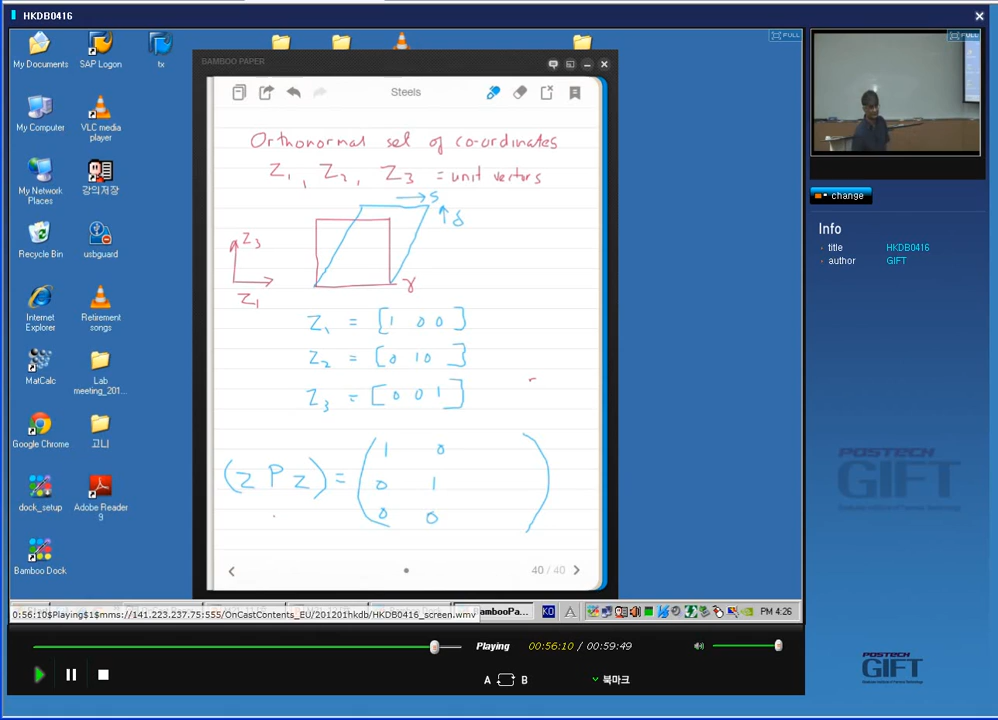 HKDB0416
FULL
FULL
My Documents
SAP Logon
tx
My Computer
VLC media player
My Network Places
강의저장
Recycle Bin
usbguard
Internet Explorer
Retirement songs
MatCalc
Lab meeting_201...
Google Chrome
고니
dock_setup
Adobe Reader 9
Bamboo Dock
BAMBOO PAPER
Steels
Orthonormal set of co-ordinates
Z1, Z2, Z3 = unit vectors
s
δ
Z3
Z1
γ
Z1 = [1 0 0]
Z2 = [0 1 0]
Z3 = [0 0 1]
(Z P Z) = (1 0
0 1
0 0)
40 / 40
0:56:10$Playing$1$mms://141.223.237.75:555/OnCastContents_EU/201201hkdb/HKDB0416_screen.wmv
BambooPa...
KO
A
PM 4:26
Playing
00:56:10 / 00:59:49
A B
북마크
change
Info
title HKDB0416
author GIFT
POSTECH
GIFT
POSTECH
GIFT